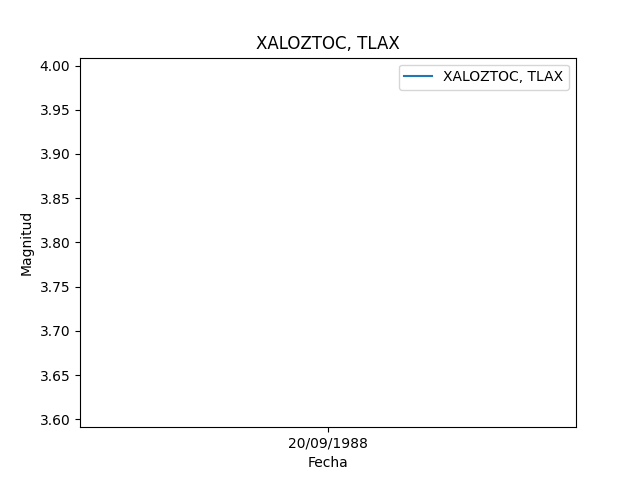 XALOZTOC, TLAX
XALOZTOC, TLAX
4.00
3.95
3.90
3.85
3.80
3.75
3.70
3.65
3.60
Magnitud
20/09/1988
Fecha